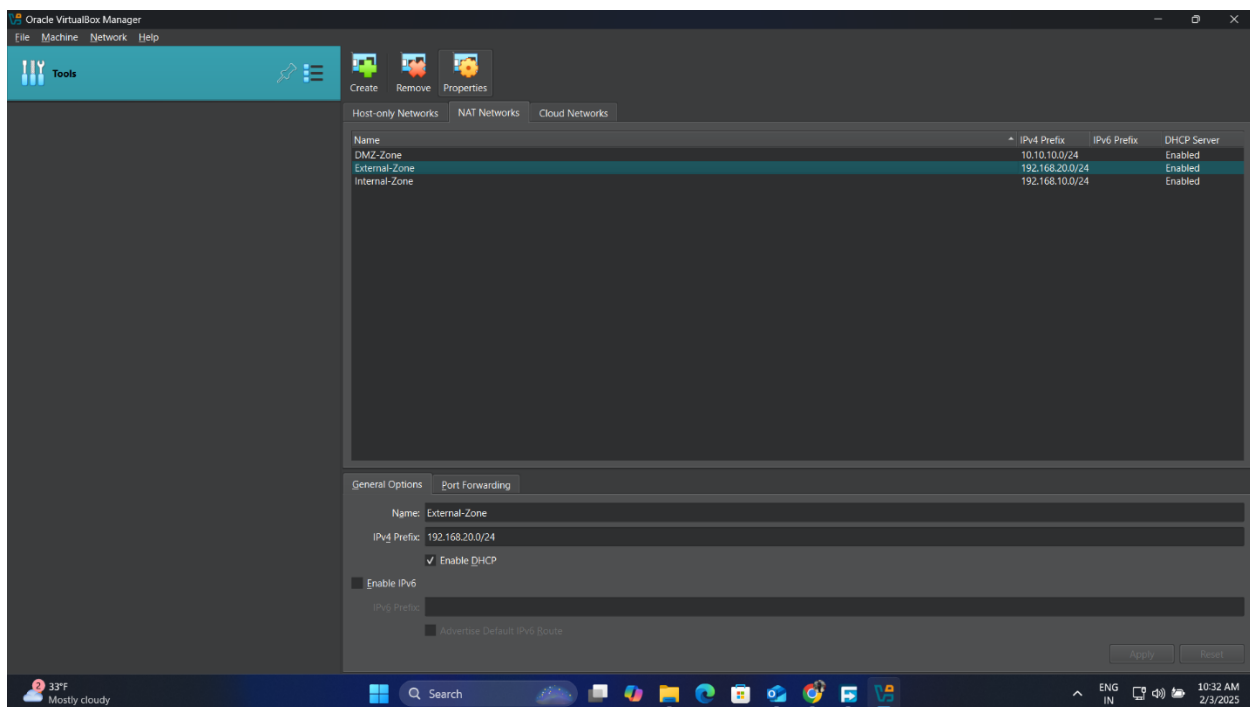 Oracle VirtualBox Manager
File Machine Network Help
Tools
Create Remove Properties
Host-only Networks NAT Networks Cloud Networks
Name IPv4 Prefix IPv6 Prefix DHCP Server
DMZ-Zone 10.10.10.0/24 Enabled
External-Zone 192.168.20.0/24 Enabled
Internal-Zone 192.168.10.0/24 Enabled
General Options Port Forwarding
Name: External-Zone
IPv4 Prefix: 192.168.20.0/24
Enable DHCP
Enable IPv6
IPv6 Prefix:
Advertise Default IPv6 Route
Apply Reset
2 33°F
Mostly cloudy
Search
ENG
IN
10:32 AM
2/3/2025